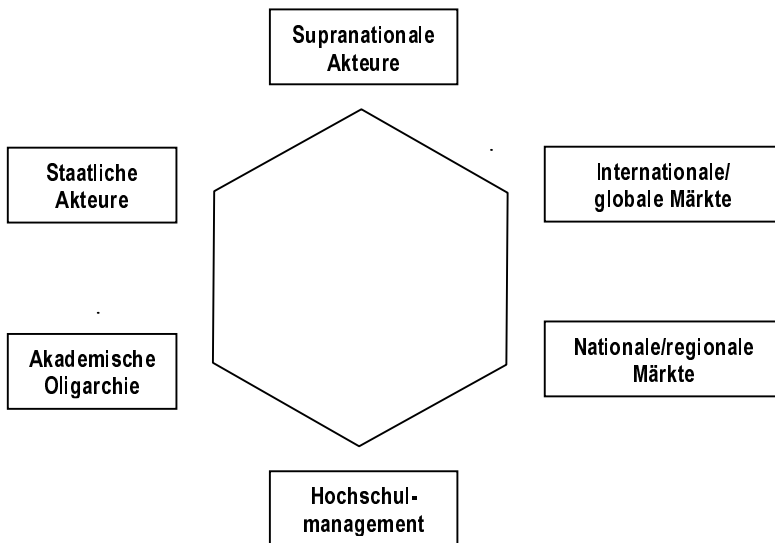 Supranationale
Akteure
Staatliche
Akteure
Internationale/
globale Märkte
Akademische
Oligarchie
Nationale/regionale
Märkte
Hochschul-
management